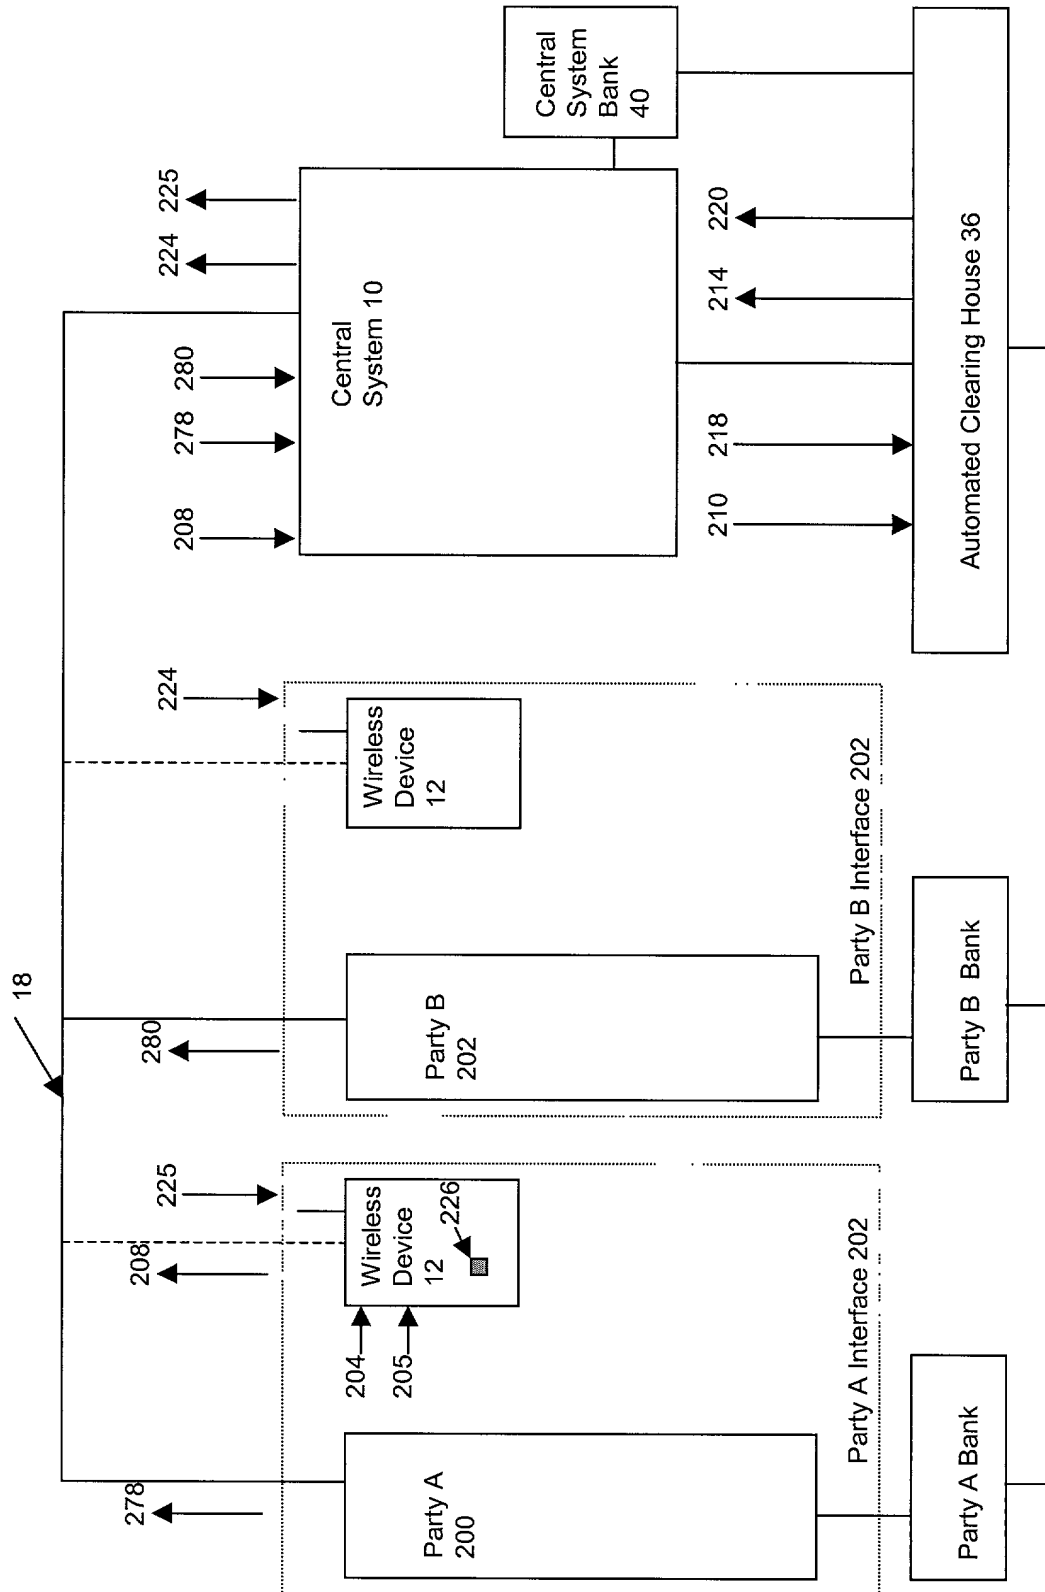 18
278
208
225
280
224
208
278
280
224
225
Party A
200
204
205
Wireless
Device
12
226
Party A Interface 202
Party A Bank
Party B
202
Wireless
Device
12
Party B Interface 202
Party B Bank
Central
System 10
Central
System
Bank
40
210
218
214
220
Automated Clearing House 36